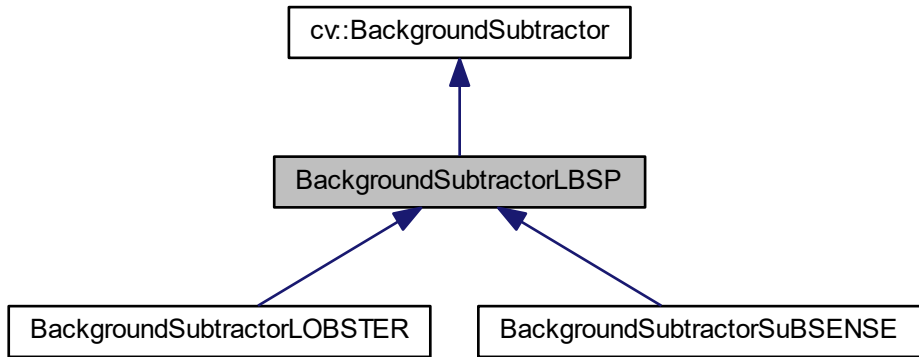 cv::BackgroundSubtractor
BackgroundSubtractorLBSP
BackgroundSubtractorLOBSTER
BackgroundSubtractorSuBSENSE